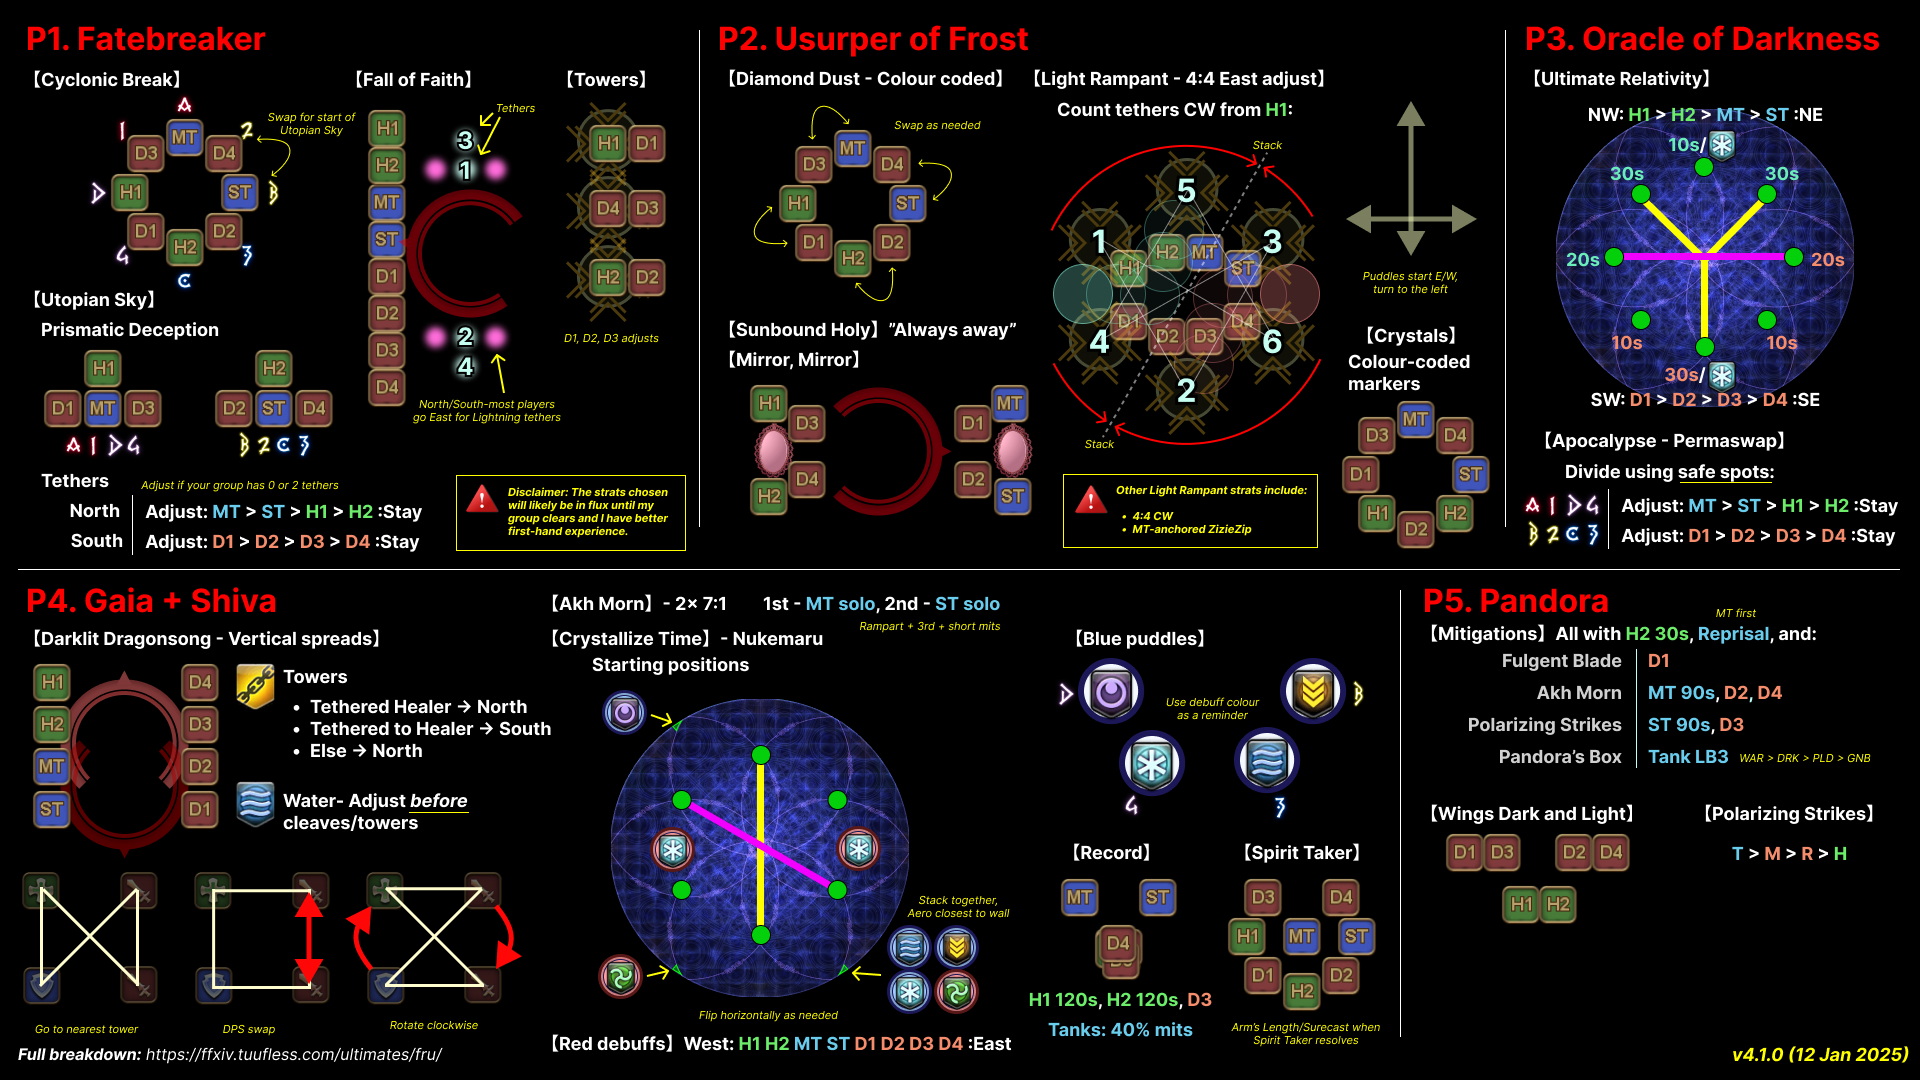 P1. Fatebreaker
【Cyclonic Break】
A
1
MT
2
D3
D4
D
H1
ST
B
D1
D2
4
H2
3
C
Swap for start of
Utopian Sky
【Utopian Sky】
Prismatic Deception
H1
D1 MT D3
A 1 D 4
H2
D2 ST D4
B 2 C 3
Tethers
Adjust if your group has 0 or 2 tethers
North
Adjust: MT > ST > H1 > H2 :Stay
South
Adjust: D1 > D2 > D3 > D4 :Stay
【Fall of Faith】
H1
H2
MT
ST
D1
D2
D3
D4
Tethers
3
1
2
4
North/South-most players
go East for Lightning tethers
【Towers】
H1 D1
D4 D3
H2 D2
D1, D2, D3 adjusts
Disclaimer: The strats chosen
will likely be in flux until my
group clears and I have better
first-hand experience.
P2. Usurper of Frost
【Diamond Dust - Colour coded】
MT
D3
D4
H1
ST
D1
D2
H2
Swap as needed
【Sunbound Holy】"Always away"
【Mirror, Mirror】
H1
D3
D4
H2
MT
D1
D2
ST
【Light Rampant - 4:4 East adjust】
Count tethers CW from H1:
Stack
5
1
3
H1 H2 MT ST
D1 D2 D3 D4
4
6
2
Stack
Puddles start E/W,
turn to the left
Other Light Rampant strats include:
• 4:4 CW
• MT-anchored ZizieZip
【Crystals】
Colour-coded
markers
MT
D3
D4
D1
ST
H1
H2
D2
P3. Oracle of Darkness
【Ultimate Relativity】
NW: H1 > H2 > MT > ST :NE
10s/
30s
30s
20s
20s
10s
10s
30s/
SW: D1 > D2 > D3 > D4 :SE
【Apocalypse - Permaswap】
Divide using safe spots:
A 1 D 4
Adjust: MT > ST > H1 > H2 :Stay
B 2 C 3
Adjust: D1 > D2 > D3 > D4 :Stay
P4. Gaia + Shiva
【Darklit Dragonsong - Vertical spreads】
H1
H2
MT
ST
D4
D3
D2
D1
Towers
• Tethered Healer → North
• Tethered to Healer → South
• Else → North
Water- Adjust before
cleaves/towers
Go to nearest tower
DPS swap
Rotate clockwise
Full breakdown: https://ffxiv.tuufless.com/ultimates/fru/
【Akh Morn】- 2× 7:1
1st - MT solo, 2nd - ST solo
Rampart + 3rd + short mits
【Crystallize Time】- Nukemaru
Starting positions
Stack together,
Aero closest to wall
Flip horizontally as needed
【Red debuffs】West: H1 H2 MT ST D1 D2 D3 D4 :East
【Blue puddles】
D
B
Use debuff colour
as a reminder
4
3
【Record】
MT
ST
D4
H1 120s, H2 120s, D3
Tanks: 40% mits
【Spirit Taker】
D3
D4
H1
MT
ST
D1
D2
H2
Arm's Length/Surecast when
Spirit Taker resolves
P5. Pandora
MT first
【Mitigations】All with H2 30s, Reprisal, and:
Fulgent Blade
D1
Akh Morn
MT 90s, D2, D4
Polarizing Strikes
ST 90s, D3
Pandora's Box
Tank LB3
WAR > DRK > PLD > GNB
【Wings Dark and Light】
D1 D3
D2 D4
H1 H2
【Polarizing Strikes】
T > M > R > H
v4.1.0 (12 Jan 2025)